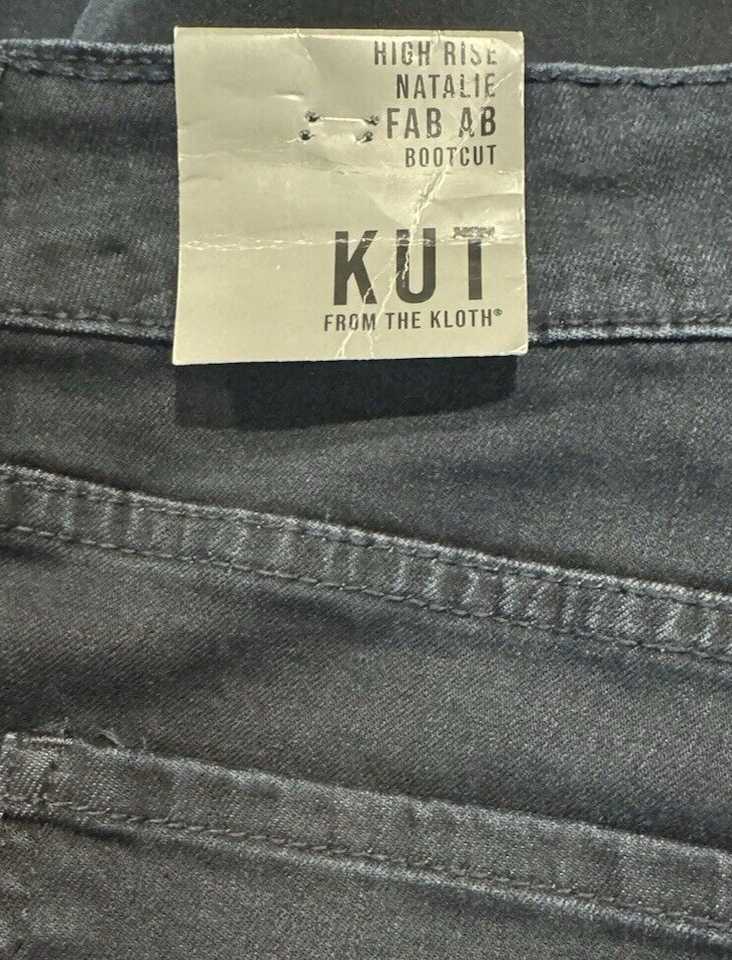 HIGH RISE
NATALIE
FAB AB
BOOTCUT
KUT
FROM THE KLOTH®